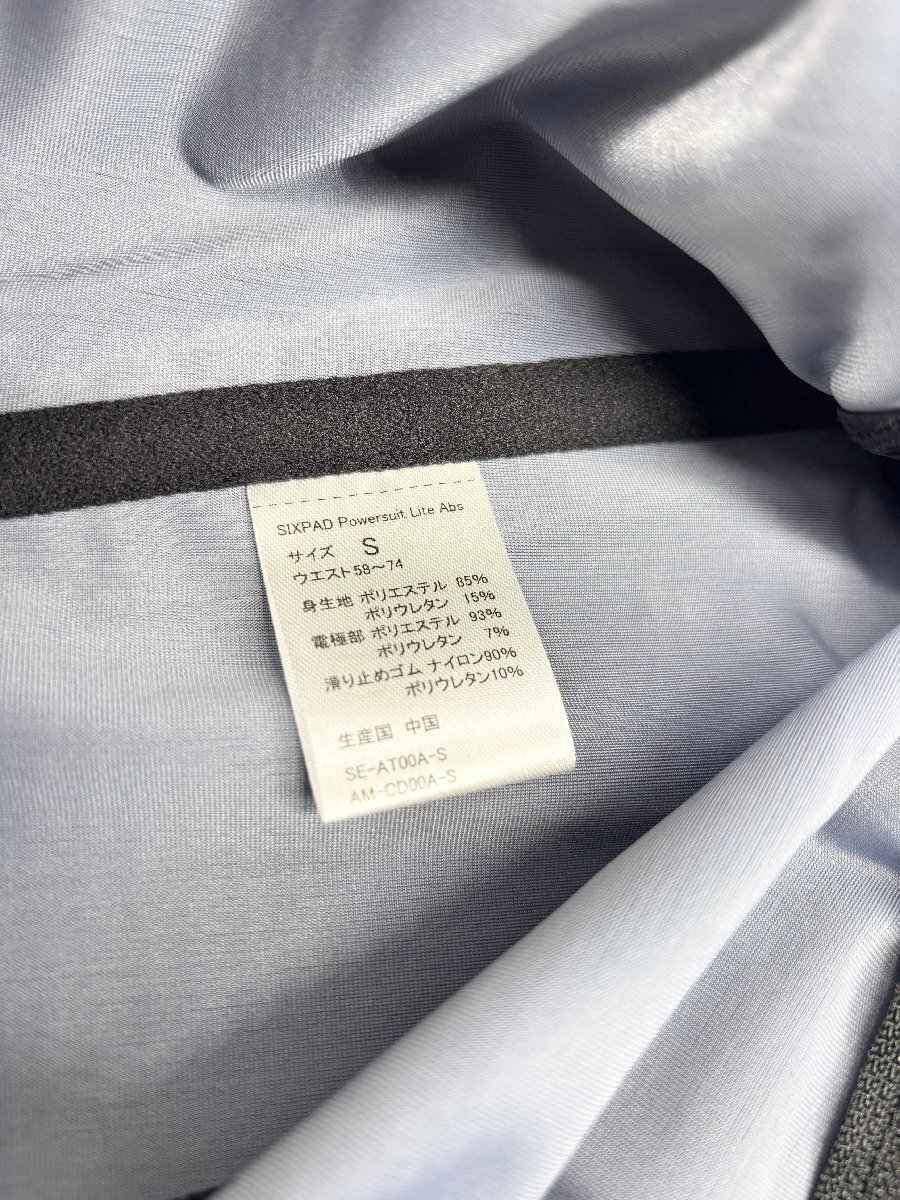 SIXPAD Powersuit Lite Abs
サイズ S
ウエスト58～74
身生地 ポリエステル 85%
ポリウレタン 15%
電極部 ポリエステル 93%
ポリウレタン 7%
滑り止めゴム ナイロン90%
ポリウレタン10%
生産国 中国
SE-AT00A-S
AM-CD00A-S